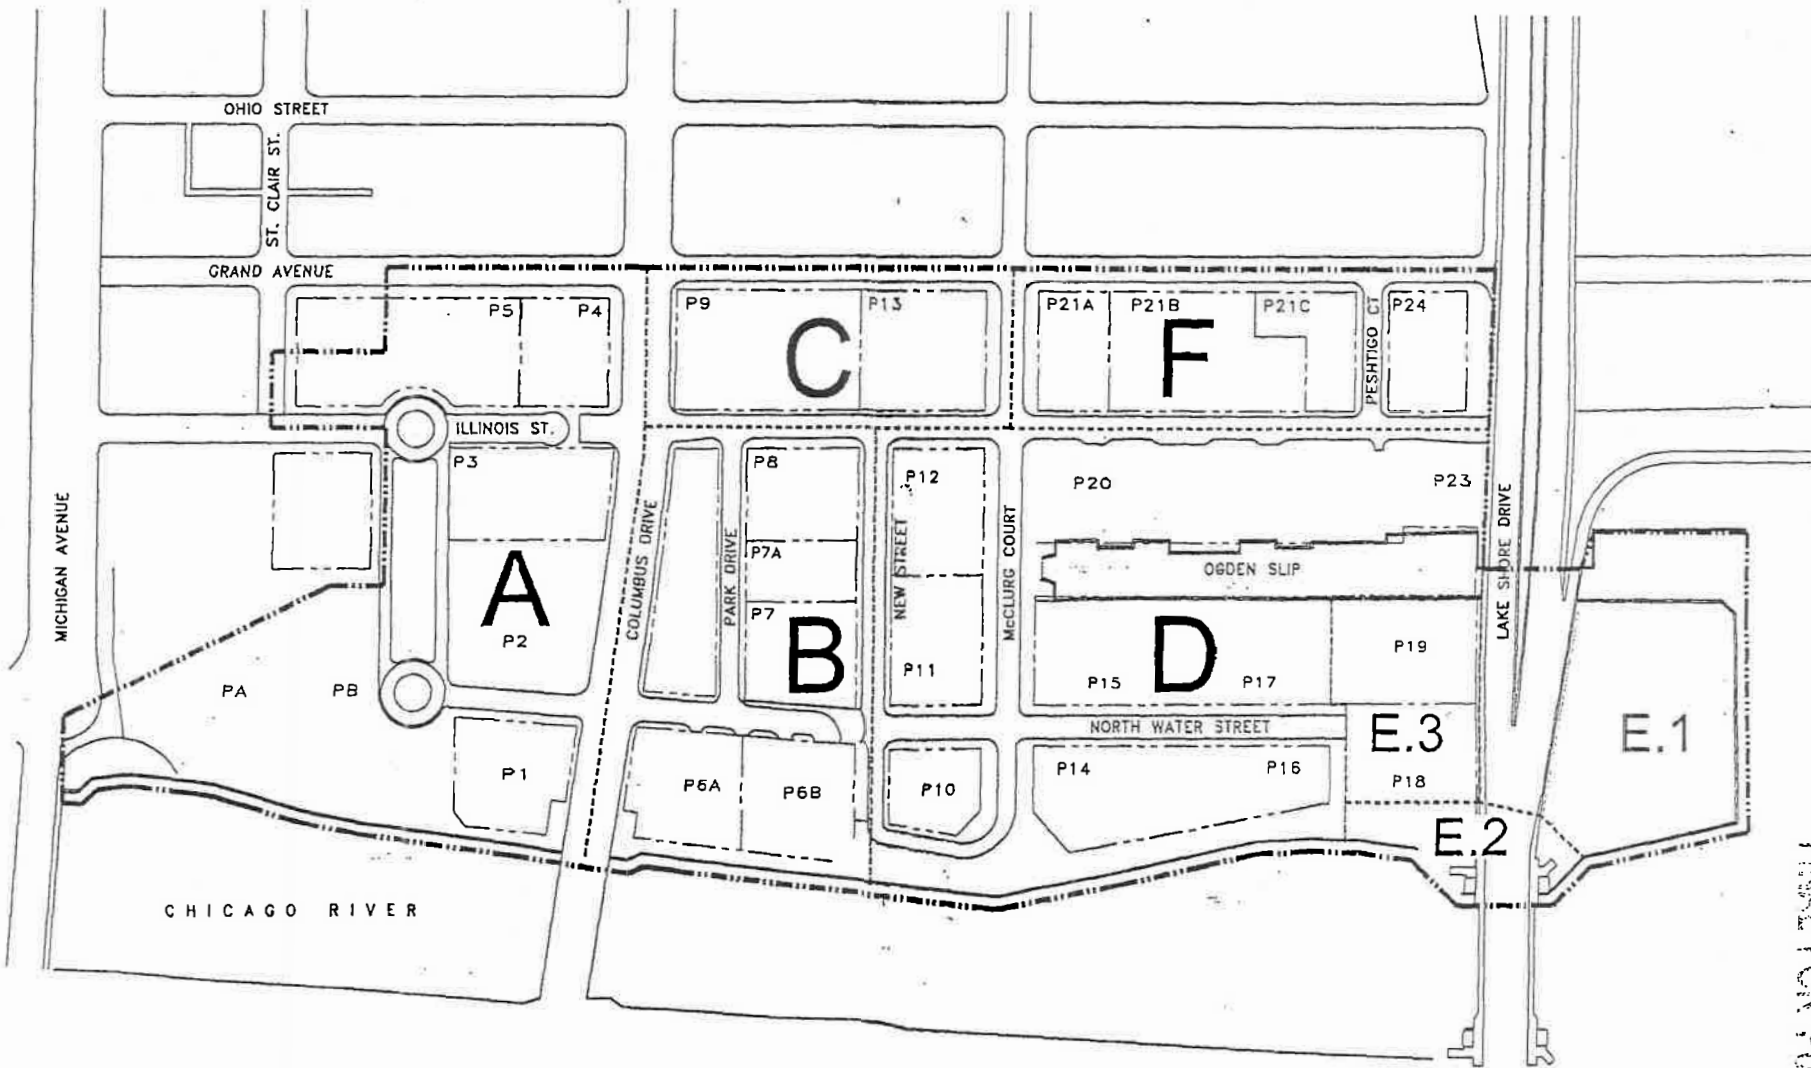 OHIO STREET
ST. CLAIR ST.
GRAND AVENUE
P5
P4
P9
P13
P21A
P21B
P21C
PESHTIGO CT
P24
C
F
ILLINOIS ST.
P3
P8
P12
P20
P23
MICHIGAN AVENUE
COLUMBUS DRIVE
PARK DRIVE
NEW STREET
McCLURG COURT
LAKE SHORE DRIVE
P7A
OGDEN SLIP
A
P2
P7
B
P11
P15
D
P17
P19
PA
PB
NORTH WATER STREET
E.3
E.1
P1
P6A
P6B
P10
P14
P16
P18
E.2
CHICAGO RIVER